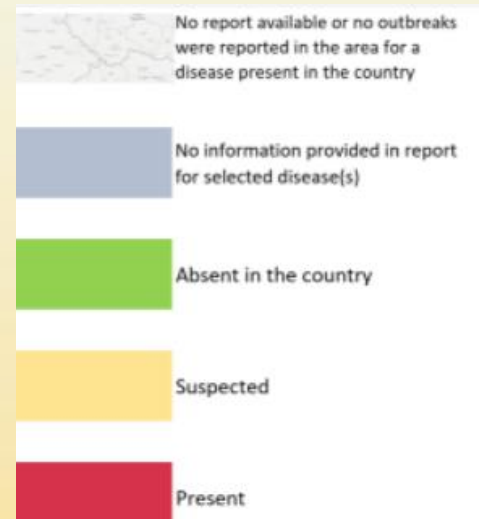 No report available or no outbreaks
were reported in the area for a
disease present in the country
No information provided in report
for selected disease(s)
Absent in the country
Suspected
Present